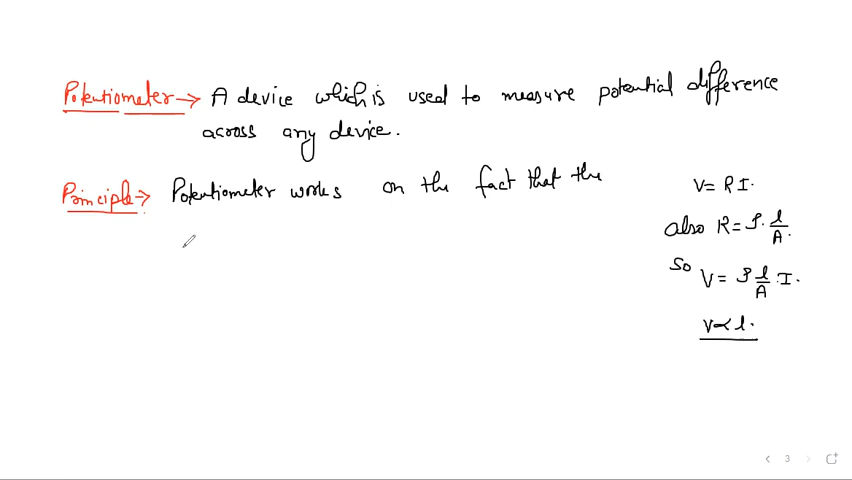 Potentiometer → A device which is used to measure potential difference
across any device.
Principle → Potentiometer works on the fact that the
V = RI.
also R = ρ. l/A.
So V = ρ l/A . I.
V ∝ l.
3